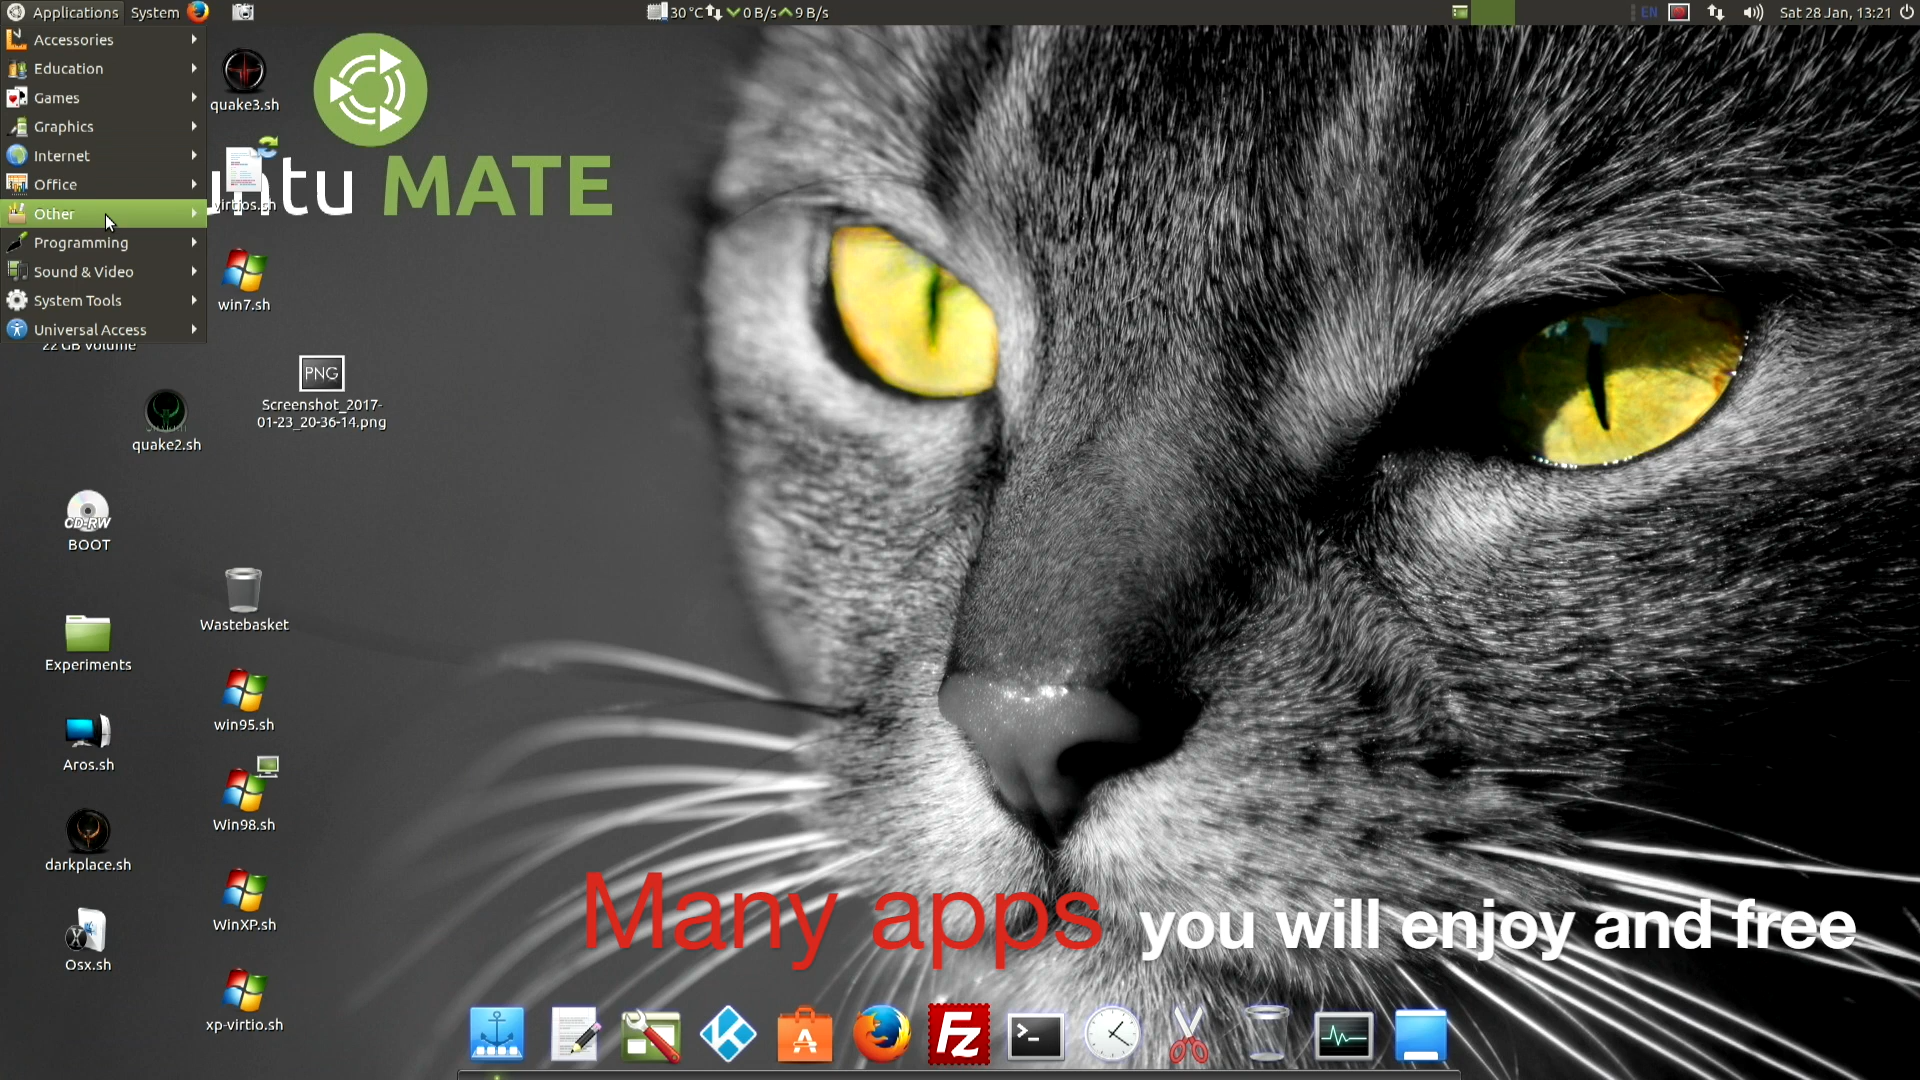 Applications System
30 °C 0 B/s 9 B/s
EN
Sat 28 Jan, 13:21
Accessories
Education
Games
Graphics
Internet
Office
Other
Programming
Sound & Video
System Tools
Universal Access
22 GB Volume
quake3.sh
untu MATE
win7.sh
PNG
Screenshot_2017-
01-23_20-36-14.png
quake2.sh
CD-RW
BOOT
Wastebasket
Experiments
win95.sh
Aros.sh
Win98.sh
darkplace.sh
WinXP.sh
Osx.sh
xp-virtio.sh
Many apps you will enjoy and free
FZ